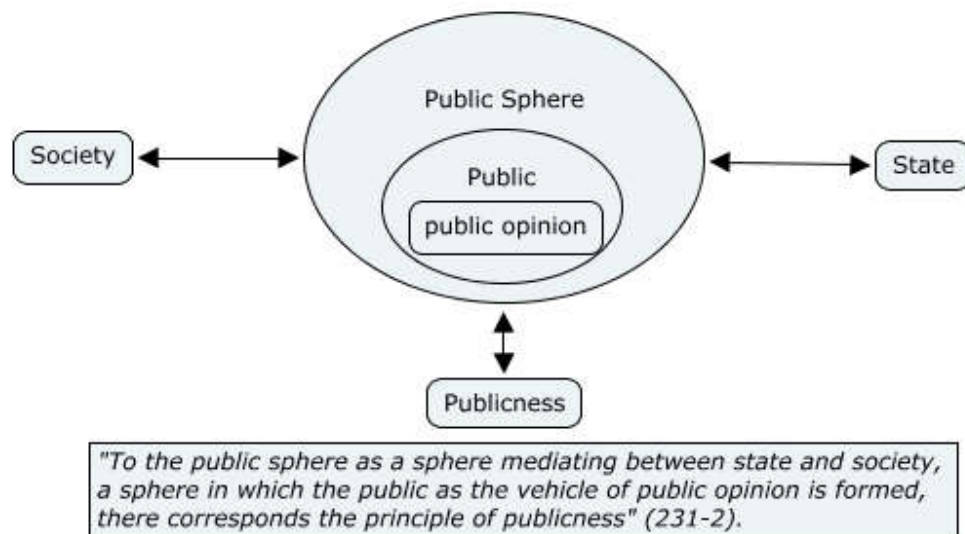 Public Sphere
Society
Public
State
public opinion
Publicness
"To the public sphere as a sphere mediating between state and society,
a sphere in which the public as the vehicle of public opinion is formed,
there corresponds the principle of publicness" (231-2).